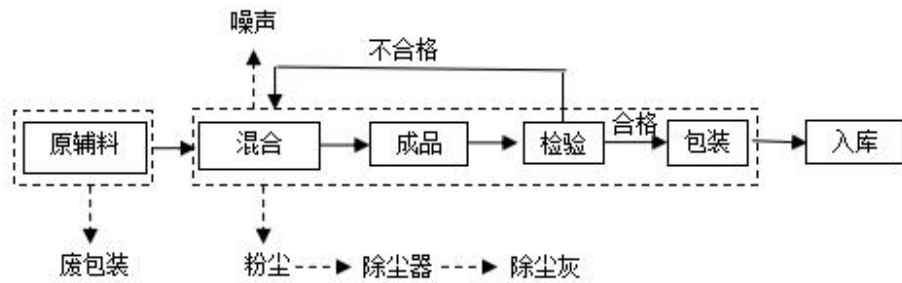 噪声
不合格
原辅料
混合
成品
检验
合格
包装
入库
废包装
粉尘
除尘器
除尘灰